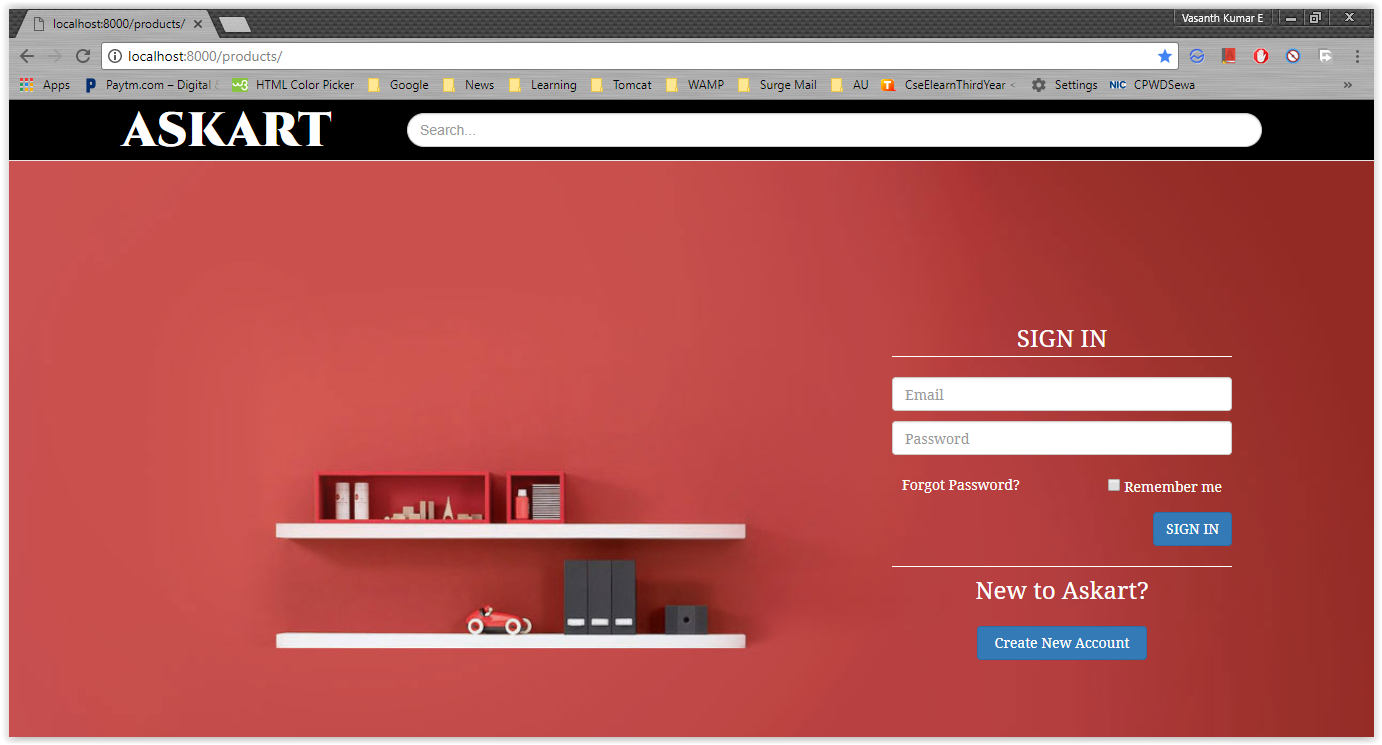 localhost:8000/products/
Vasanth Kumar E
localhost:8000/products/
Apps Paytm.com – Digital HTML Color Picker Google News Learning Tomcat WAMP Surge Mail AU CseElearnThirdYear < Settings NIC CPWDSewa »
ASKART Search...
SIGN IN
Email
Password
Forgot Password? Remember me
SIGN IN
New to Askart?
Create New Account